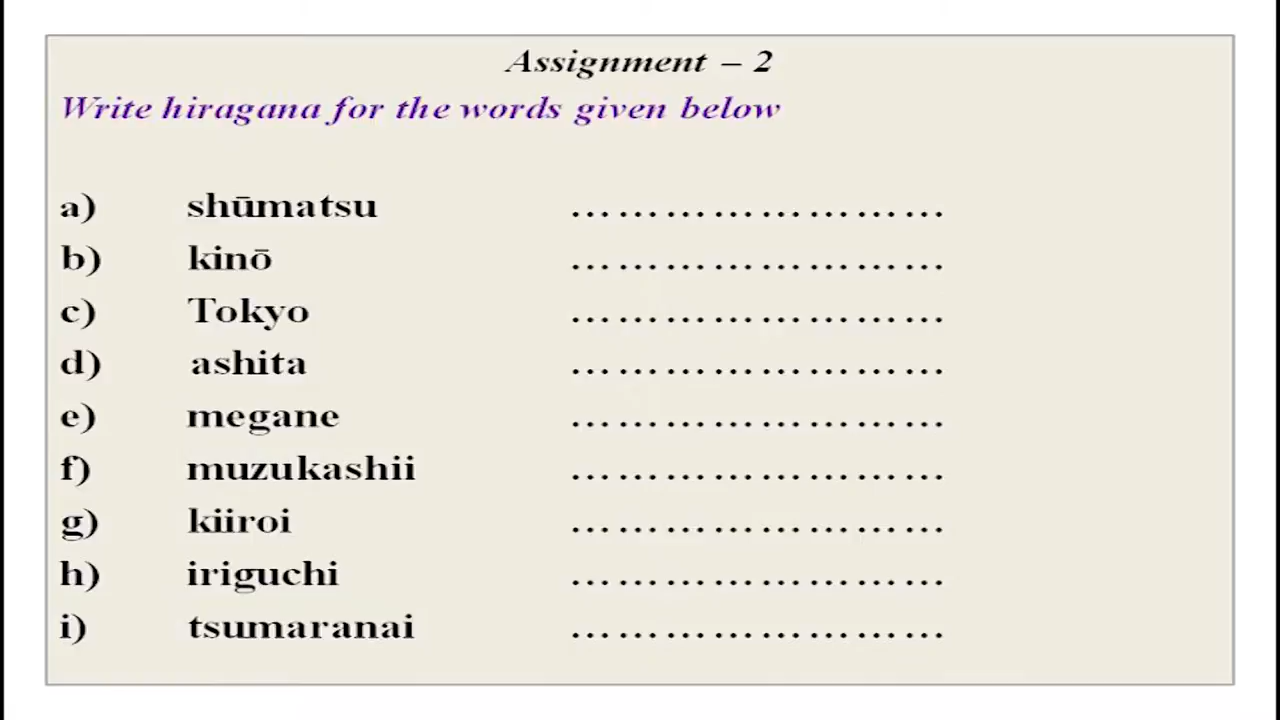 Assignment – 2
Write hiragana for the words given below
a) shūmatsu ……………………
b) kinō ……………………
c) Tokyo ……………………
d) ashita ……………………
e) megane ……………………
f) muzukashii ……………………
g) kiiroi ……………………
h) iriguchi ……………………
i) tsumaranai ……………………